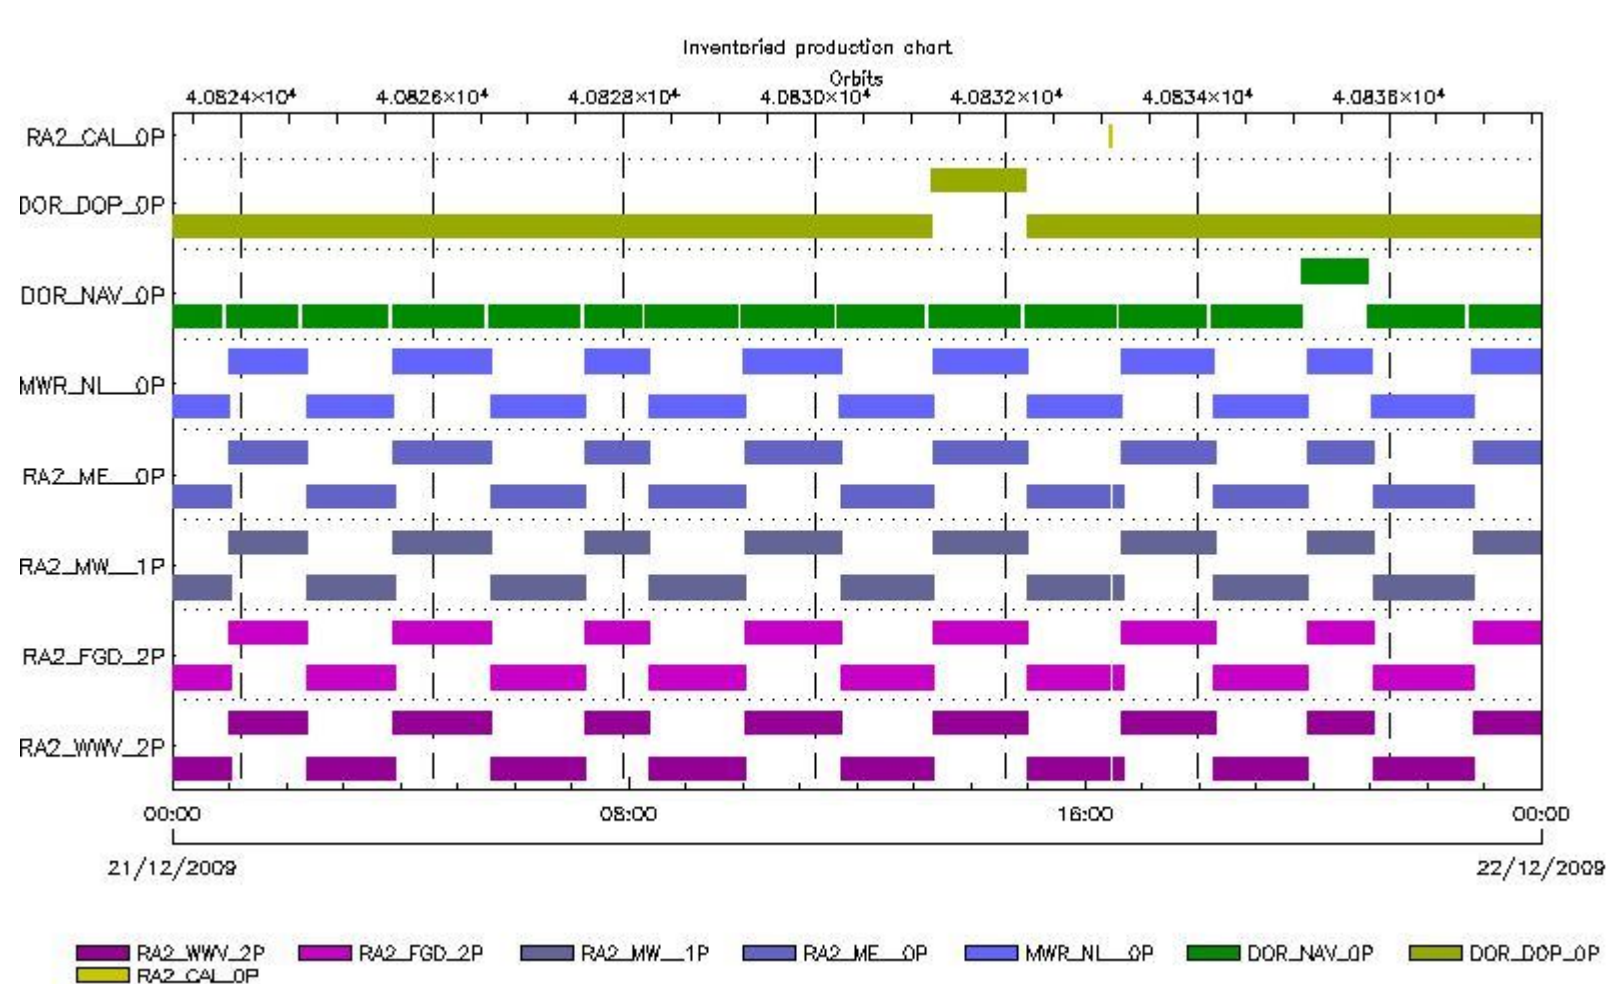 Inventoried production chart
Orbits
4.0824×10⁴ 4.0826×10⁴ 4.0828×10⁴ 4.0830×10⁴ 4.0832×10⁴ 4.0834×10⁴ 4.0836×10⁴
RA2_CAL_0P
DOR_DOP_0P
DOR_NAV_0P
MWR_NL__0P
RA2_ME__0P
RA2_MW__1P
RA2_FGD_2P
RA2_WWV_2P
00:00 08:00 16:00 00:00
21/12/2009 22/12/2009
RA2_WWV_2P RA2_FGD_2P RA2_MW__1P RA2_ME__0P MWR_NL__0P DOR_NAV_0P DOR_DOP_0P
RA2_CAL_0P